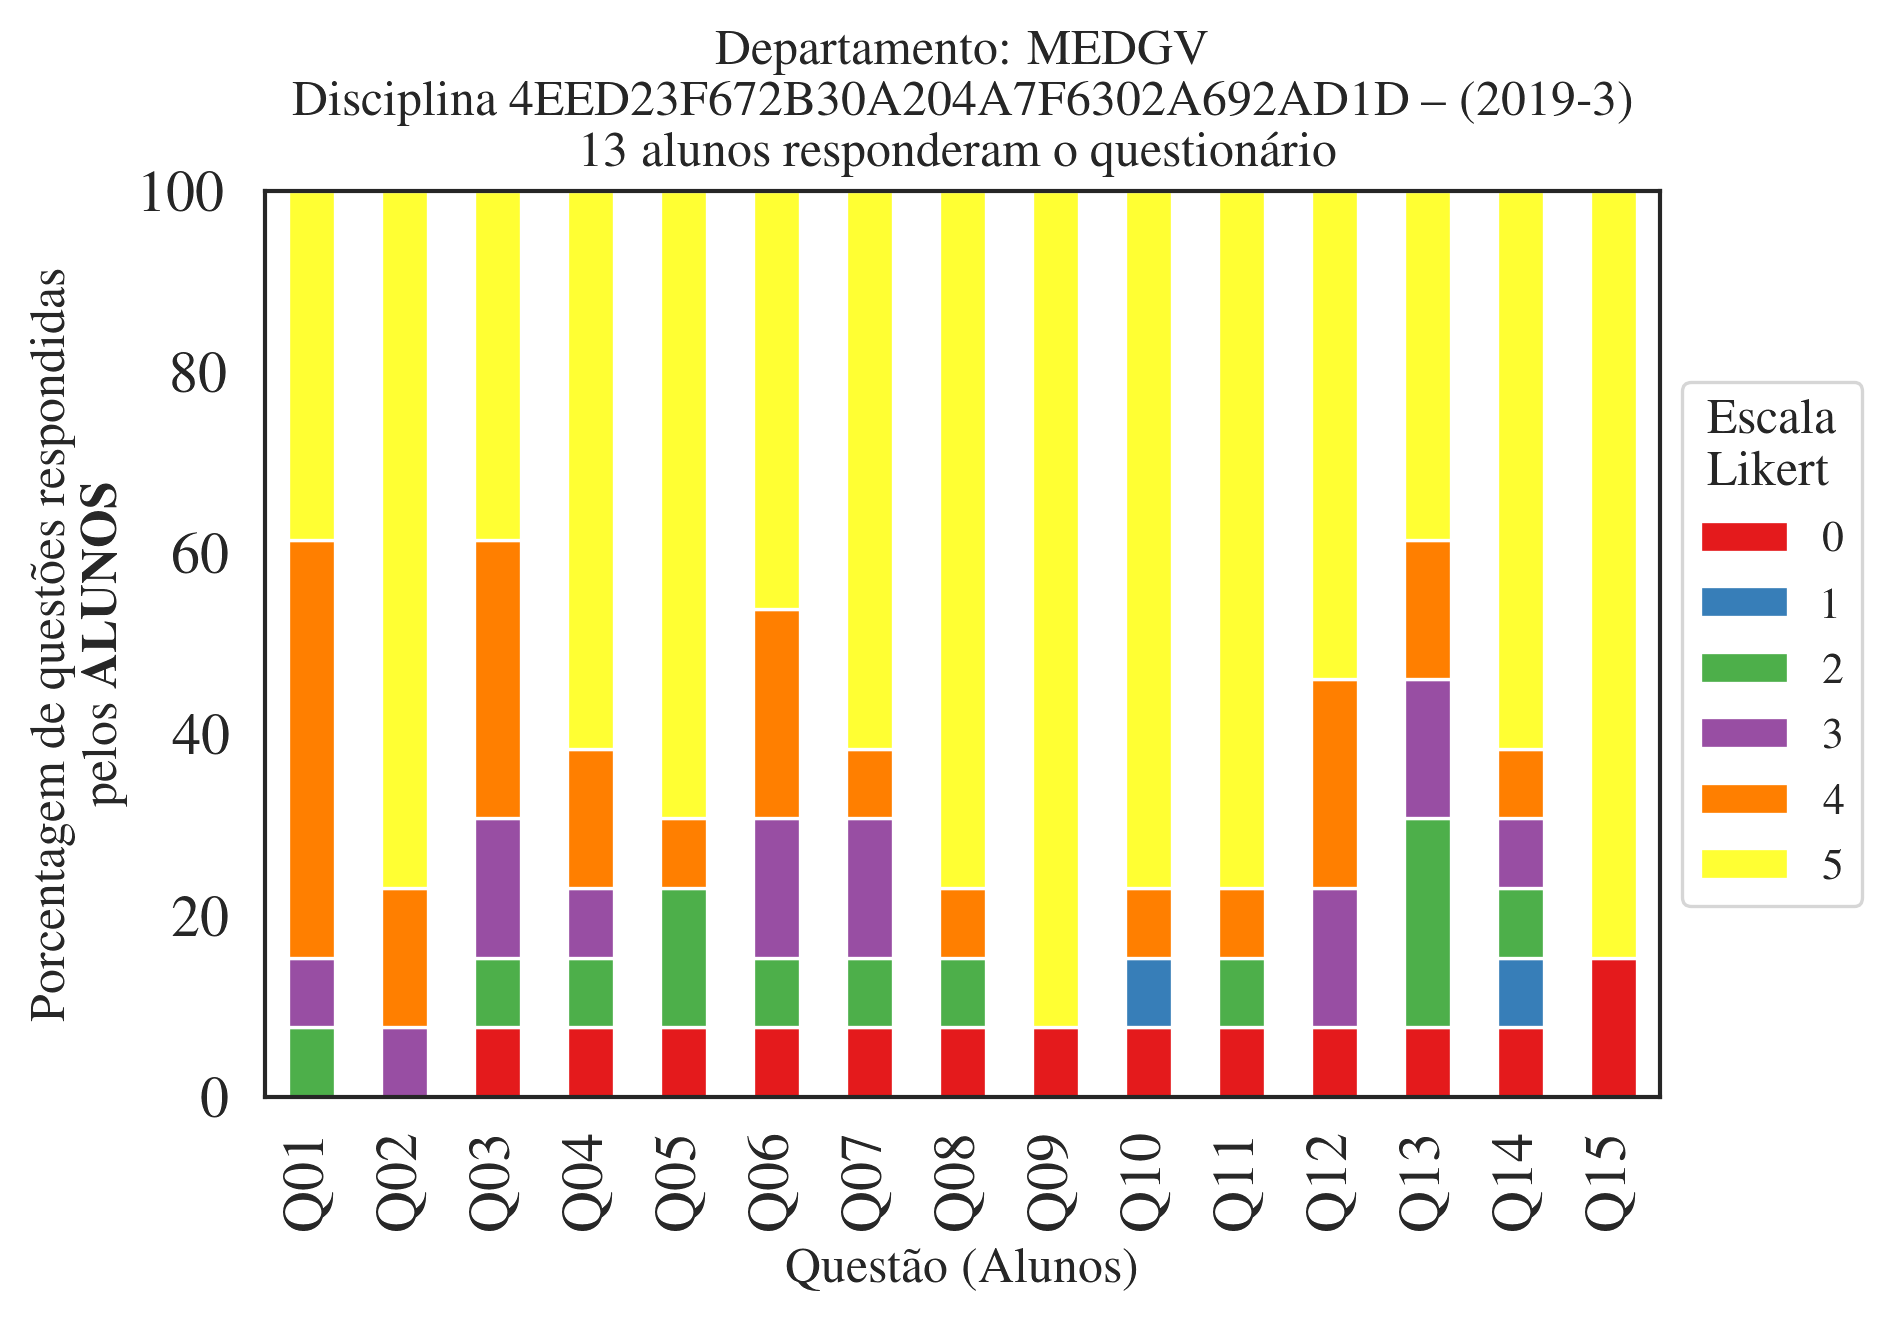 Departamento: MEDGV
Disciplina 4EED23F672B30A204A7F6302A692AD1D – (2019-3)
13 alunos responderam o questionário
Porcentagem de questões respondidas
pelos ALUNOS
100
80
60
40
20
0
Q01
Q02
Q03
Q04
Q05
Q06
Q07
Q08
Q09
Q10
Q11
Q12
Q13
Q14
Q15
Questão (Alunos)
Escala
Likert
0
1
2
3
4
5